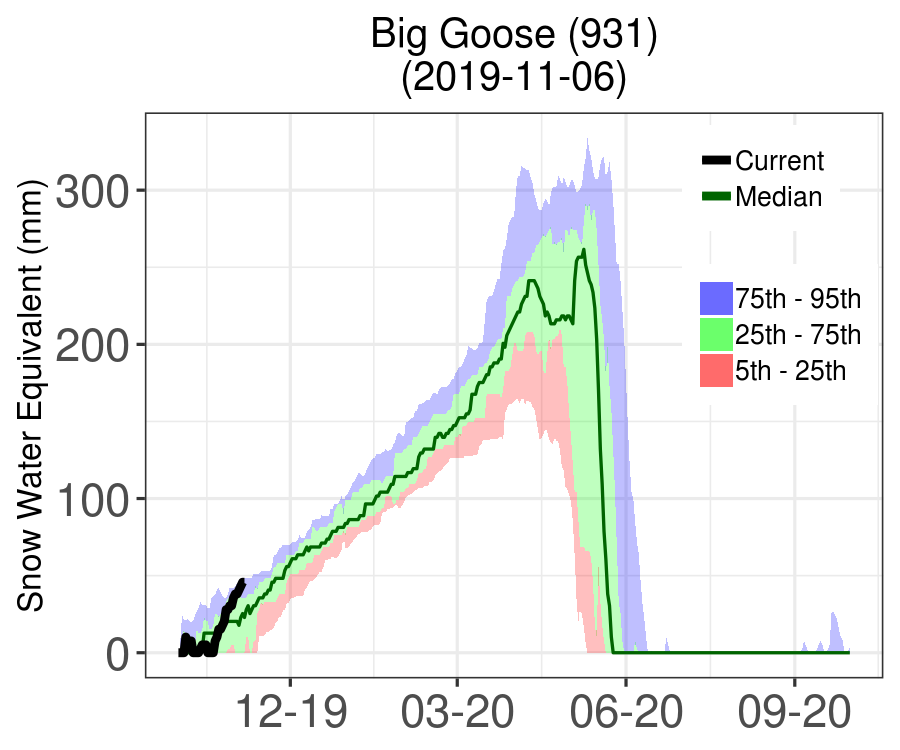 Big Goose (931)
(2019-11-06)
Snow Water Equivalent (mm)
300
200
100
0
12-19
03-20
06-20
09-20
Current
Median
75th - 95th
25th - 75th
5th - 25th